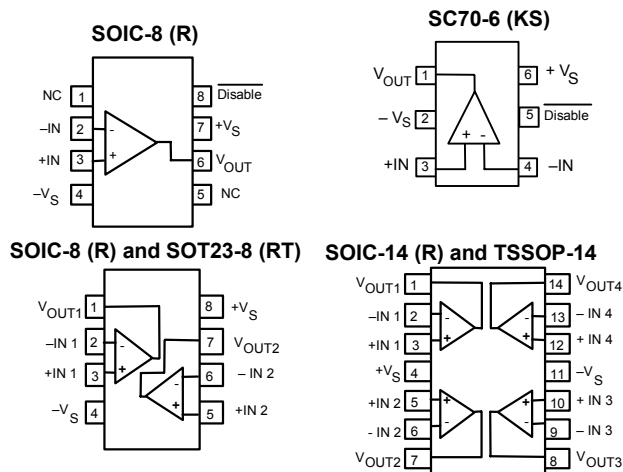 SOIC-8 (R)
NC 1
8 Disable
–IN 2
7 +VS
+IN 3
6 VOUT
–VS 4
5 NC
- +
SC70-6 (KS)
VOUT 1
6 + VS
– VS 2
5 Disable
+IN 3
4 –IN
+ -
SOIC-8 (R) and SOT23-8 (RT)
VOUT1 1
8 +VS
–IN 1 2
7 VOUT2
+IN 1 3
6 – IN 2
–VS 4
5 +IN 2
- +
- +
SOIC-14 (R) and TSSOP-14
VOUT1 1
14 VOUT4
–IN 1 2
13 – IN 4
+IN 1 3
12 + IN 4
+VS 4
11 –VS
+IN 2 5
10 + IN 3
- IN 2 6
9 – IN 3
VOUT2 7
8 VOUT3
- +
- +
+ -
+ -